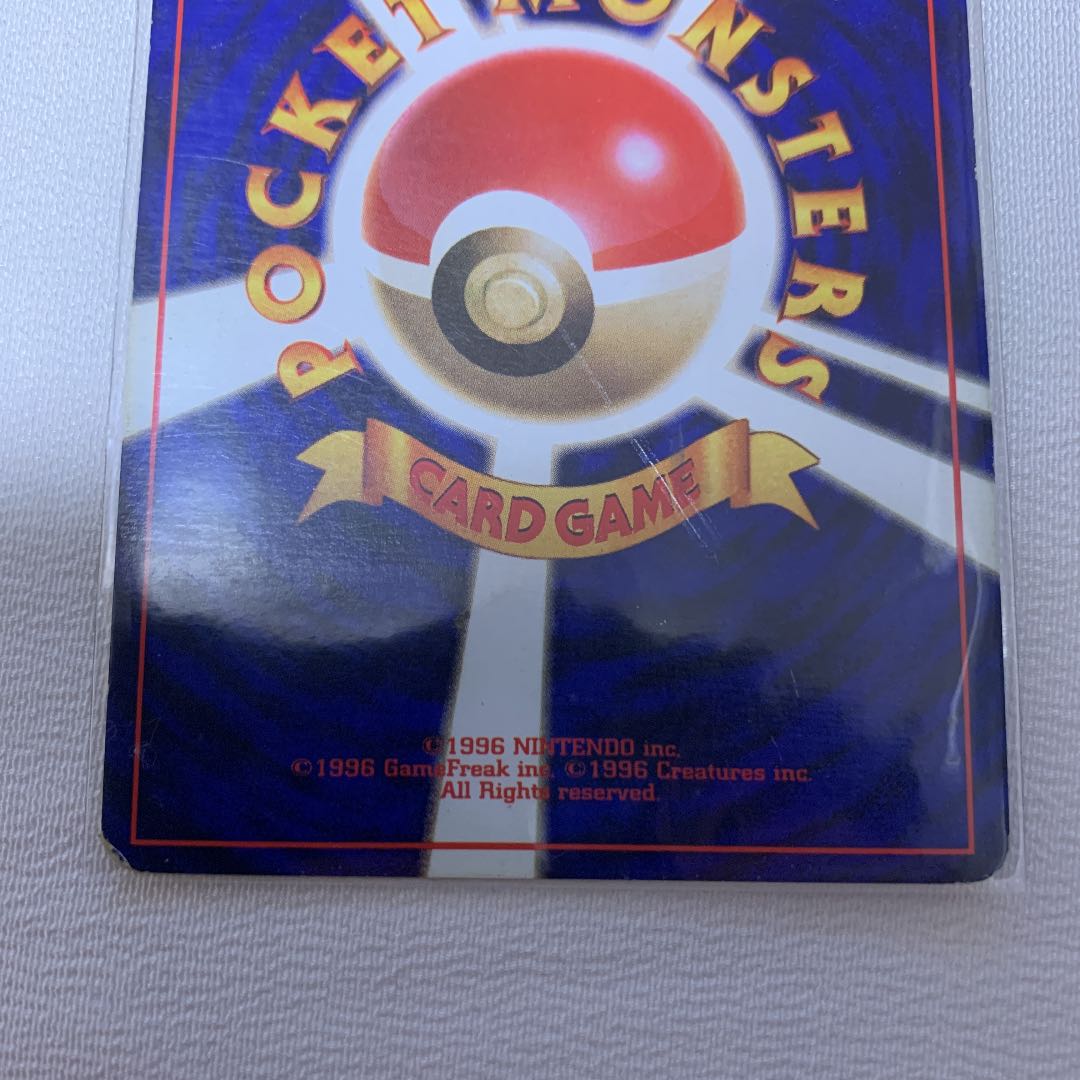 POCKET MONSTERS
CARD GAME
©1996 NINTENDO inc.
©1996 GameFreak inc. ©1996 Creatures inc.
All Rights reserved.